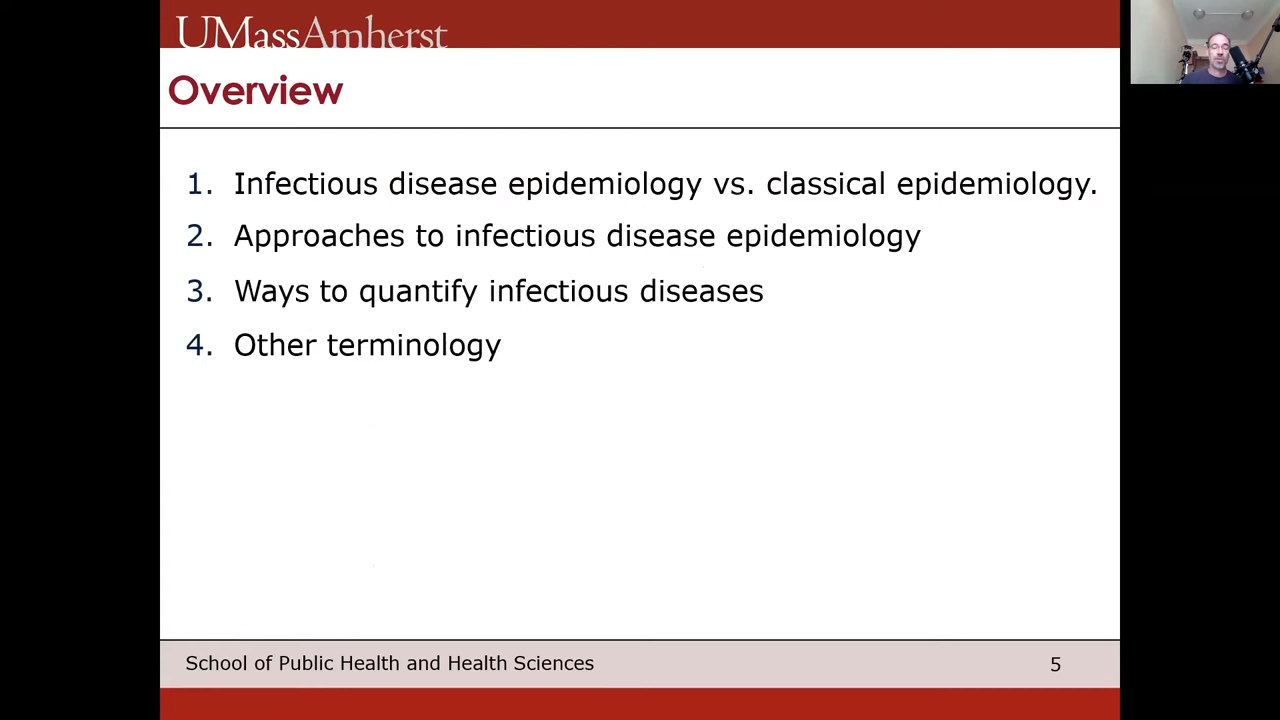 UMassAmherst
Overview
1. Infectious disease epidemiology vs. classical epidemiology.
2. Approaches to infectious disease epidemiology
3. Ways to quantify infectious diseases
4. Other terminology
School of Public Health and Health Sciences 5